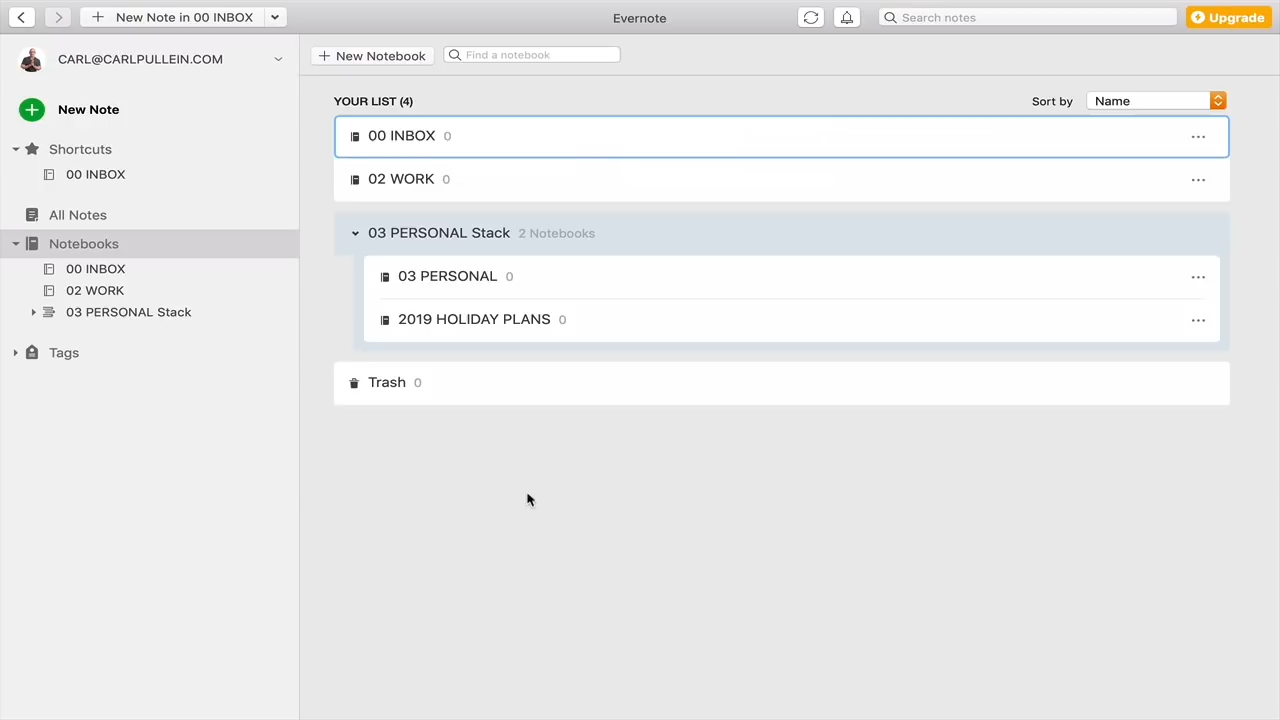 New Note in 00 INBOX
Evernote
Search notes
Upgrade
CARL@CARLPULLEIN.COM
New Notebook
Find a notebook
New Note
YOUR LIST (4)
Sort by
Name
Shortcuts
00 INBOX
All Notes
Notebooks
00 INBOX
02 WORK
03 PERSONAL Stack
Tags
00 INBOX 0
02 WORK 0
03 PERSONAL Stack 2 Notebooks
03 PERSONAL 0
2019 HOLIDAY PLANS 0
Trash 0